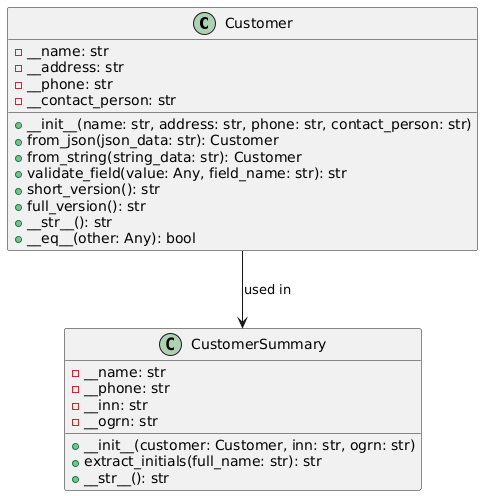 C Customer
__name: str
__address: str
__phone: str
__contact_person: str
__init__(name: str, address: str, phone: str, contact_person: str)
from_json(json_data: str): Customer
from_string(string_data: str): Customer
validate_field(value: Any, field_name: str): str
short_version(): str
full_version(): str
__str__(): str
__eq__(other: Any): bool
used in
C CustomerSummary
__name: str
__phone: str
__inn: str
__ogrn: str
__init__(customer: Customer, inn: str, ogrn: str)
extract_initials(full_name: str): str
__str__(): str